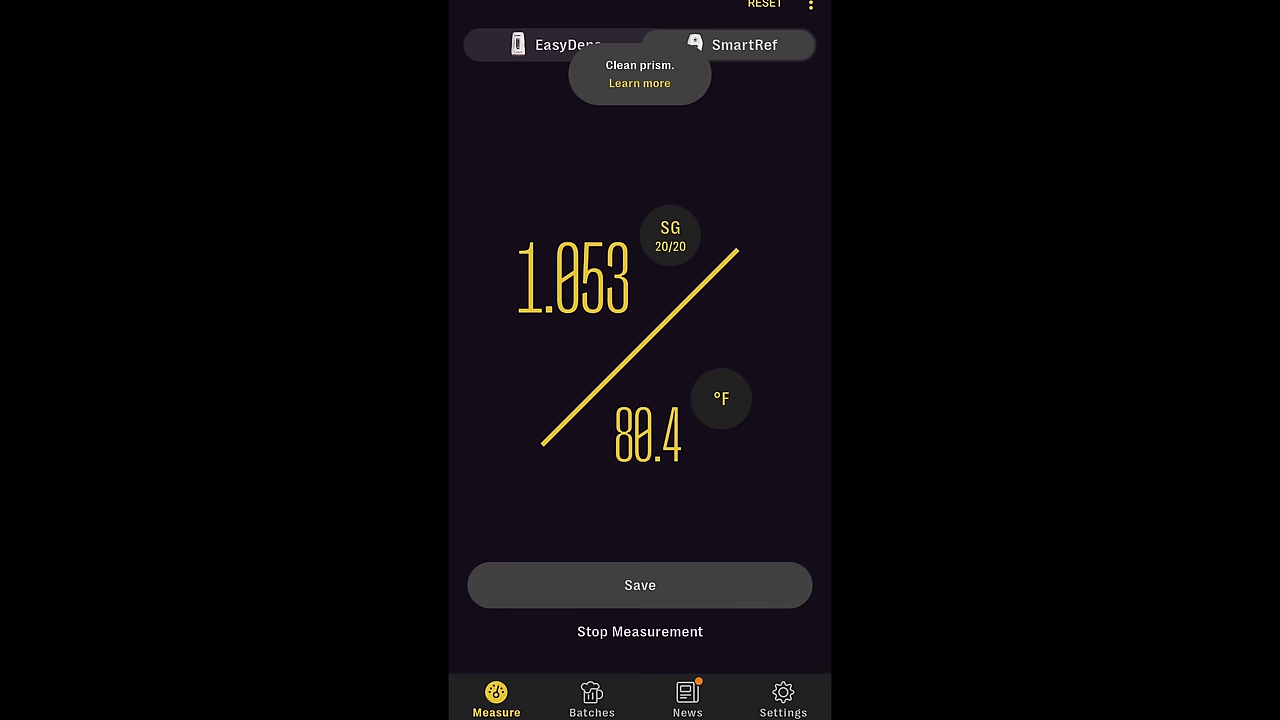 RESET
EasyDens
SmartRef
Clean prism.
Learn more
SG
20/20
1.053
°F
80.4
Save
Stop Measurement
Measure
Batches
News
Settings